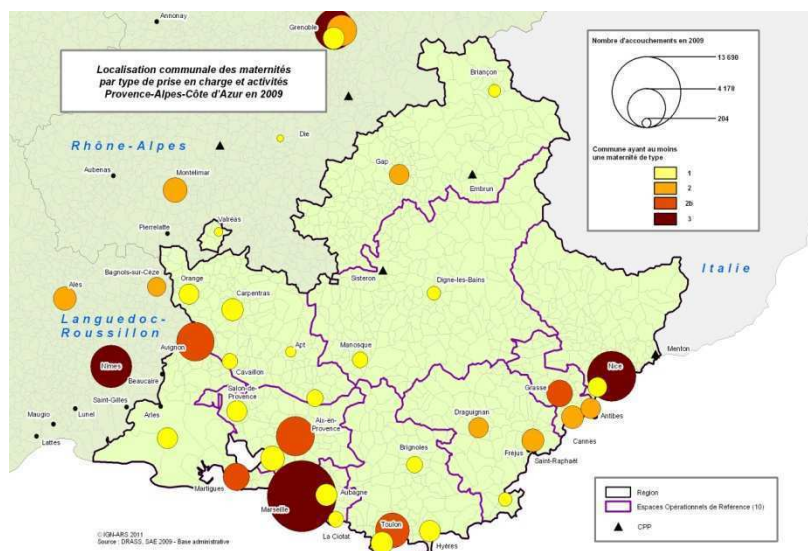 Localisation communale des maternités
par type de prise en charge et activités
Provence-Alpes-Côte d'Azur en 2009
Nombre d'accouchements en 2009
13 690
4 178
204
Commune ayant au moins
une maternité de type
1
2
2b
3
Annonay
Grenoble
Briançon
Die
Rhône-Alpes
Aubenas
Montélimar
Gap
Embrun
Pierrelatte
Valréas
Italie
Bagnols-sur-Cèze
Sisteron
Alès
Orange
Digne-les-Bains
Carpentras
Languedoc-
Roussillon
Avignon
Apt
Manosque
Menton
Nîmes
Cavaillon
Nice
Beaucaire
Salon-de-
Provence
Grasse
Saint-Gilles
Mauguio
Lunel
Arles
Antibes
Draguignan
Cannes
Lattes
Aix-en-
Provence
Fréjus
Saint-Raphaël
Brignoles
Martigues
Aubagne
Marseille
La Ciotat
Toulon
Hyères
Région
Espaces Opérationnels de Référence (10)
CPP
© IGN-ARS 2011
Source : DRASS, SAE 2009 - Base administrative